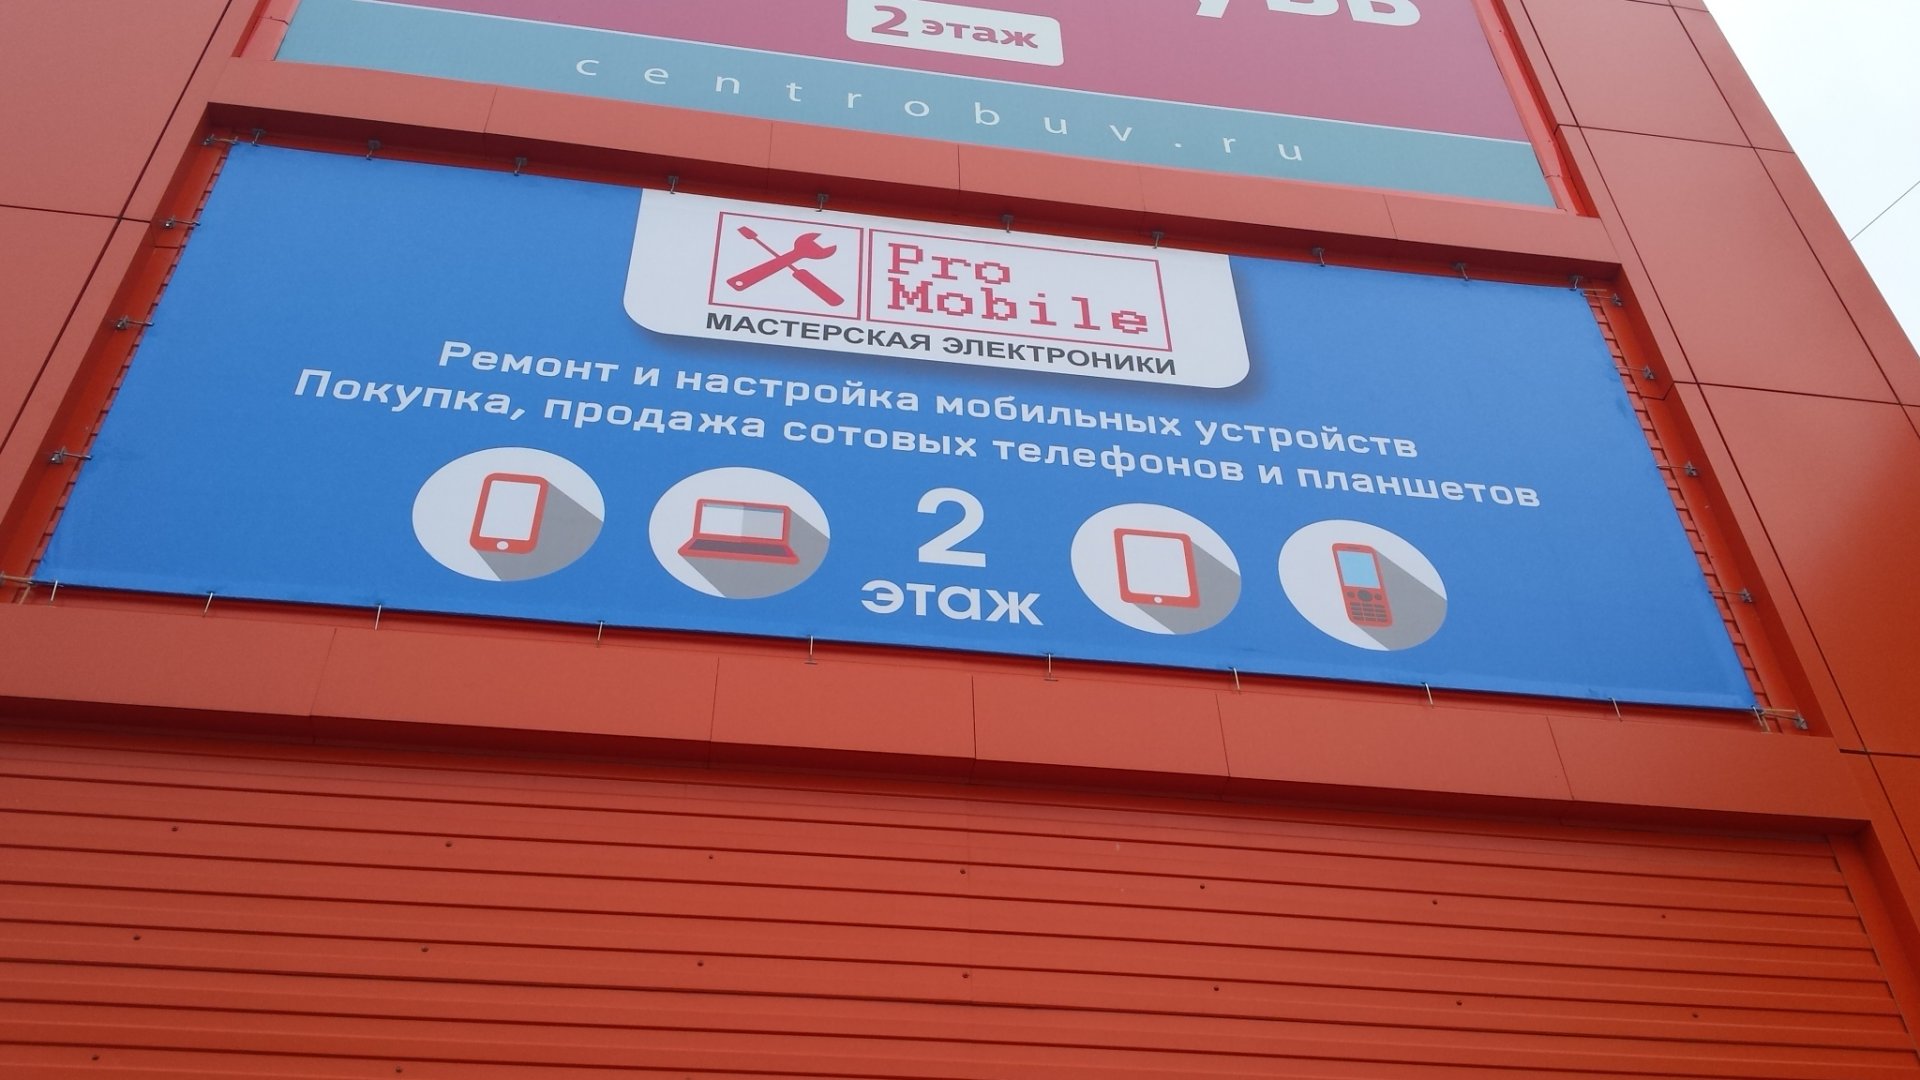 2 этаж
centrobuv.ru
Pro
Mobile
МАСТЕРСКАЯ ЭЛЕКТРОНИКИ
Ремонт и настройка мобильных устройств
Покупка, продажа сотовых телефонов и планшетов
2
этаж